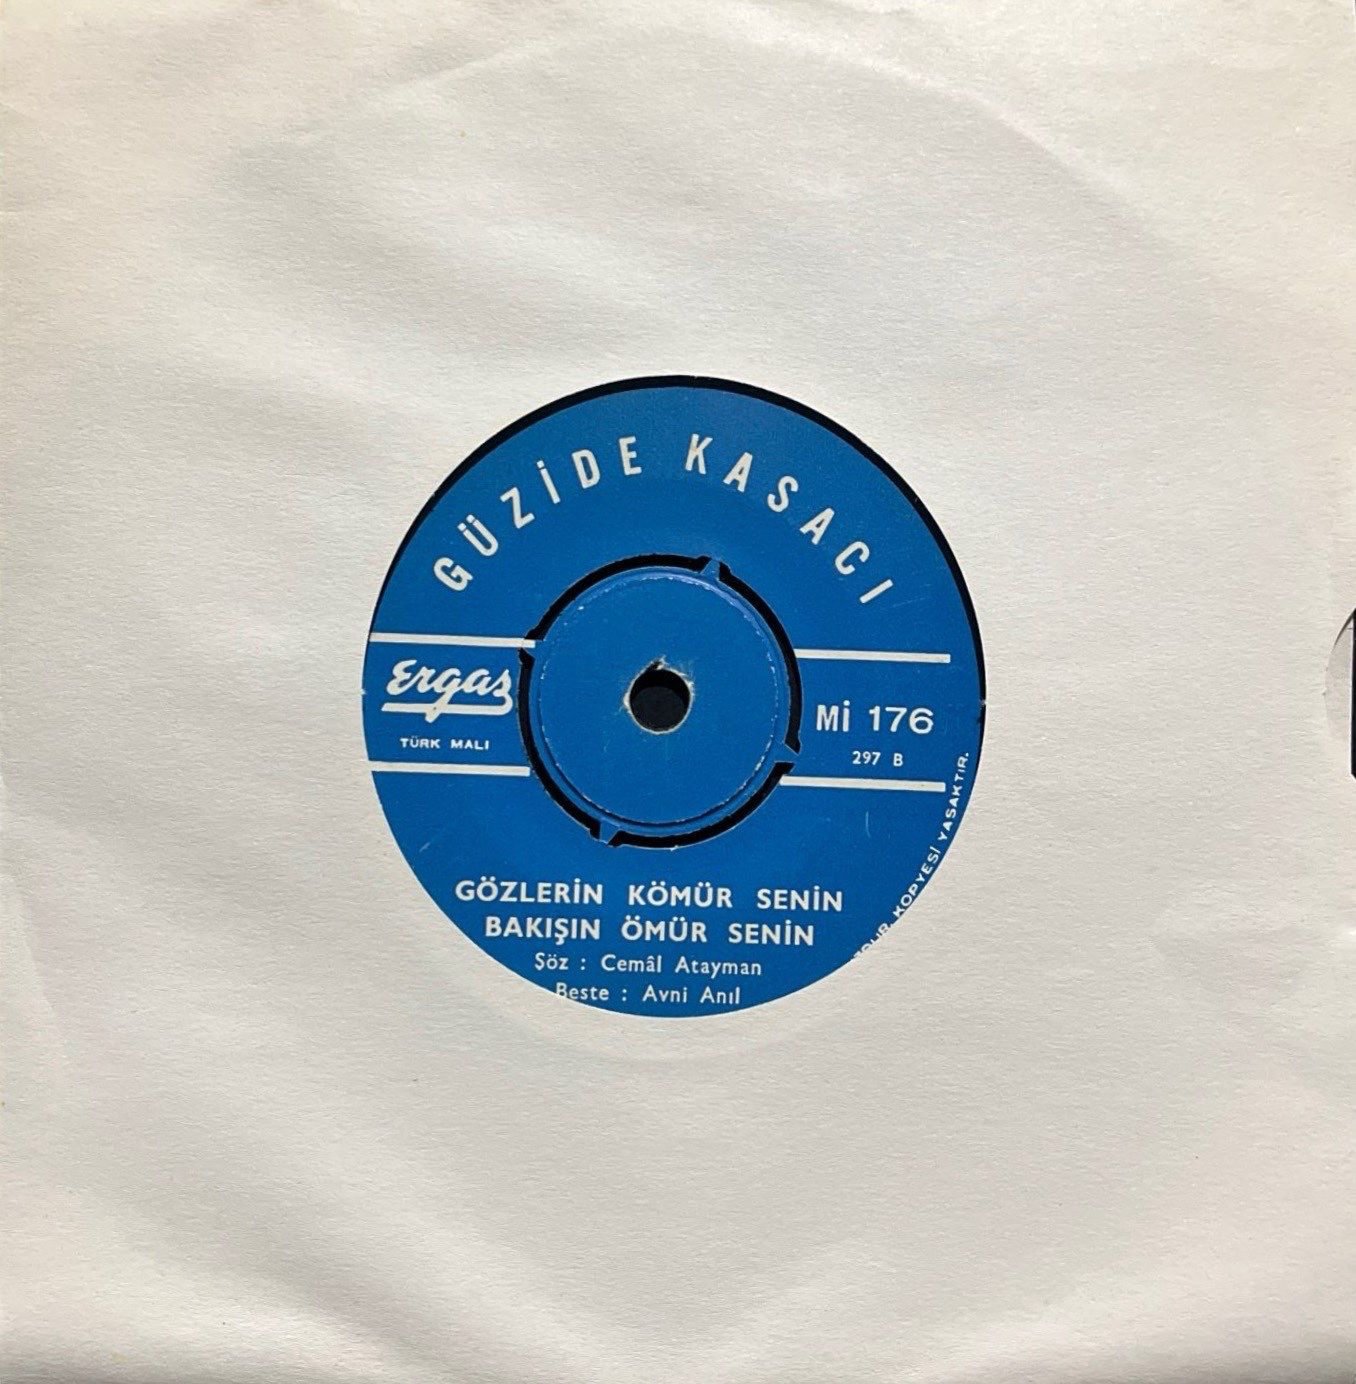 GÜZİDE KASACI
Ergas
TÜRK MALI
Mİ 176
297 B
GÖZLERİN KÖMÜR SENİN
BAKIŞIN ÖMÜR SENİN
Söz : Cemâl Atayman
Beste : Avni Anıl
KOPYESİ YASAKTIR.